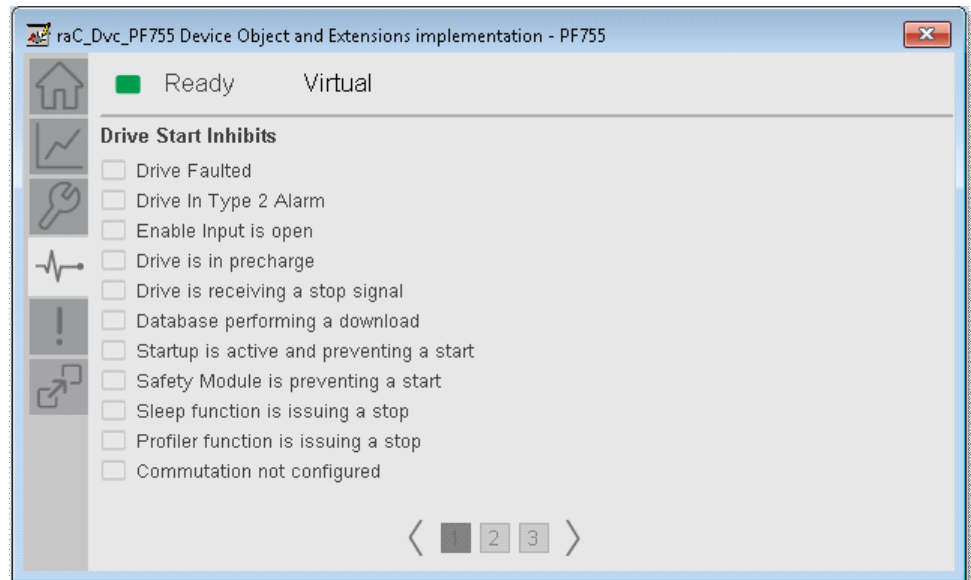 raC_Dvc_PF755 Device Object and Extensions implementation - PF755
Ready Virtual
Drive Start Inhibits
Drive Faulted
Drive In Type 2 Alarm
Enable Input is open
Drive is in precharge
Drive is receiving a stop signal
Database performing a download
Startup is active and preventing a start
Safety Module is preventing a start
Sleep function is issuing a stop
Profiler function is issuing a stop
Commutation not configured
1 2 3